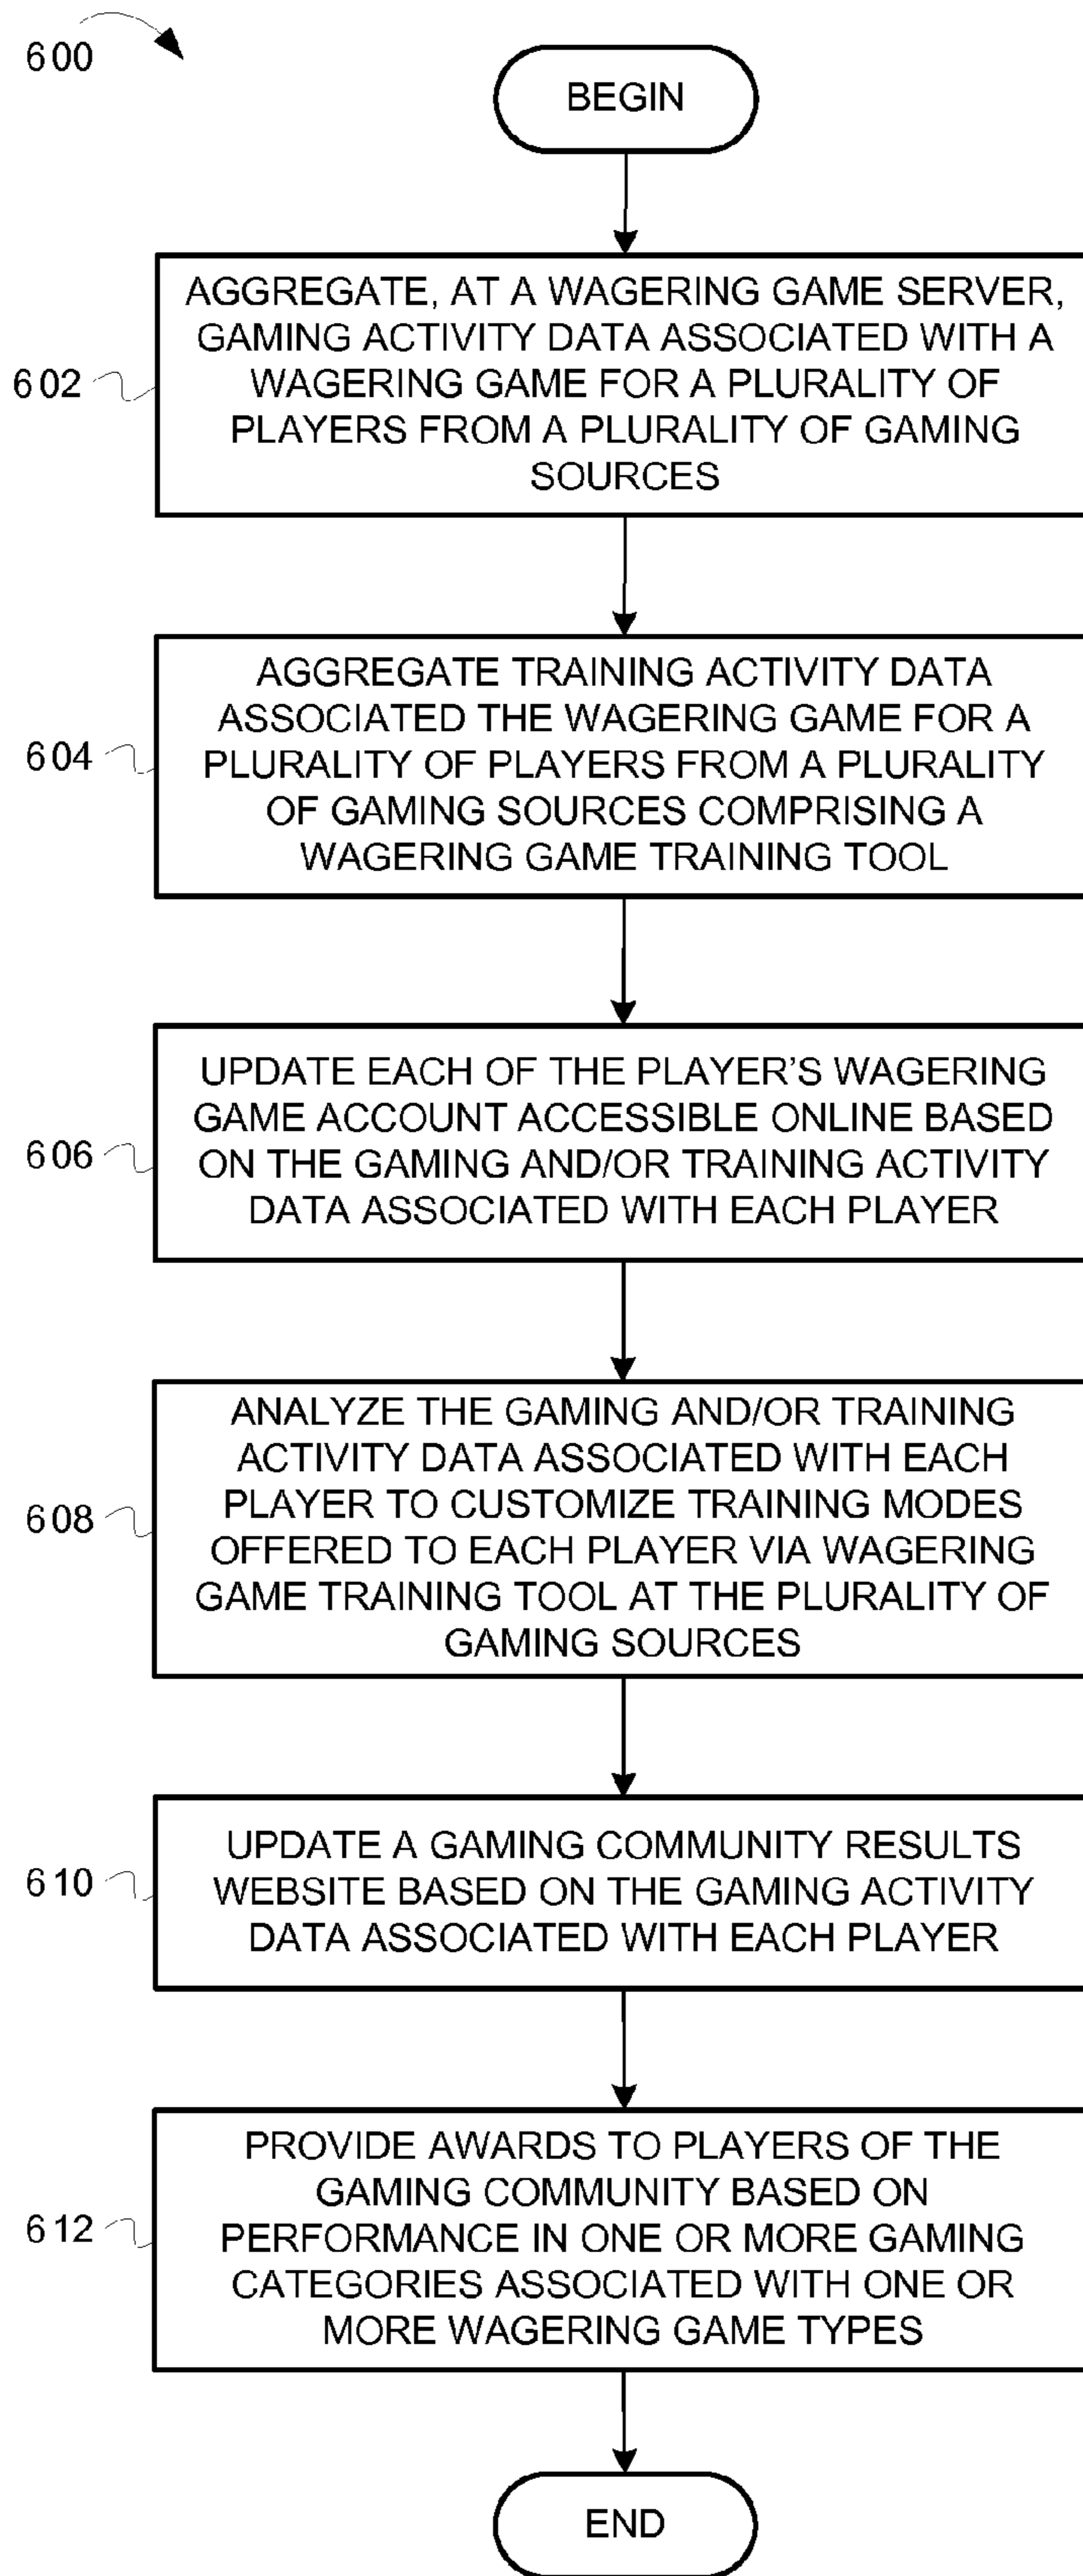 600
BEGIN
AGGREGATE, AT A WAGERING GAME SERVER,
GAMING ACTIVITY DATA ASSOCIATED WITH A
WAGERING GAME FOR A PLURALITY OF
PLAYERS FROM A PLURALITY OF GAMING
SOURCES
602
AGGREGATE TRAINING ACTIVITY DATA
ASSOCIATED THE WAGERING GAME FOR A
PLURALITY OF PLAYERS FROM A PLURALITY
OF GAMING SOURCES COMPRISING A
WAGERING GAME TRAINING TOOL
604
UPDATE EACH OF THE PLAYER’S WAGERING
GAME ACCOUNT ACCESSIBLE ONLINE BASED
ON THE GAMING AND/OR TRAINING ACTIVITY
DATA ASSOCIATED WITH EACH PLAYER
606
ANALYZE THE GAMING AND/OR TRAINING
ACTIVITY DATA ASSOCIATED WITH EACH
PLAYER TO CUSTOMIZE TRAINING MODES
OFFERED TO EACH PLAYER VIA WAGERING
GAME TRAINING TOOL AT THE PLURALITY OF
GAMING SOURCES
608
UPDATE A GAMING COMMUNITY RESULTS
WEBSITE BASED ON THE GAMING ACTIVITY
DATA ASSOCIATED WITH EACH PLAYER
610
PROVIDE AWARDS TO PLAYERS OF THE
GAMING COMMUNITY BASED ON
PERFORMANCE IN ONE OR MORE GAMING
CATEGORIES ASSOCIATED WITH ONE OR
MORE WAGERING GAME TYPES
612
END